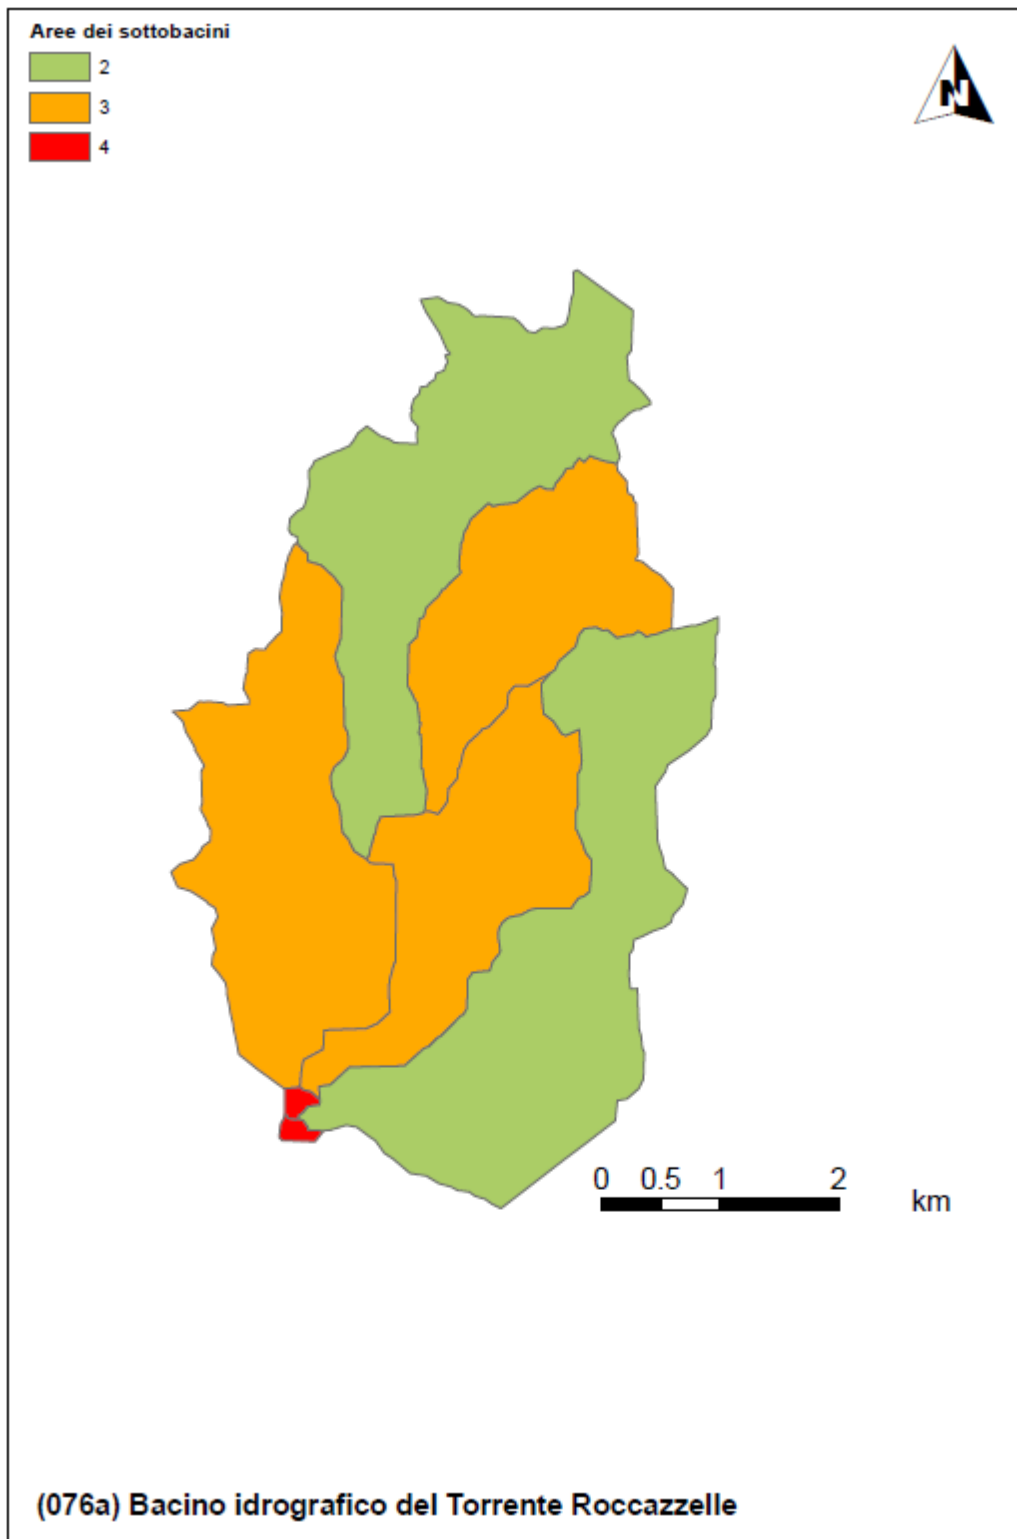 Aree dei sottobacini
2
3
4
N
0 0.5 1 2
km
(076a) Bacino idrografico del Torrente Roccazzelle